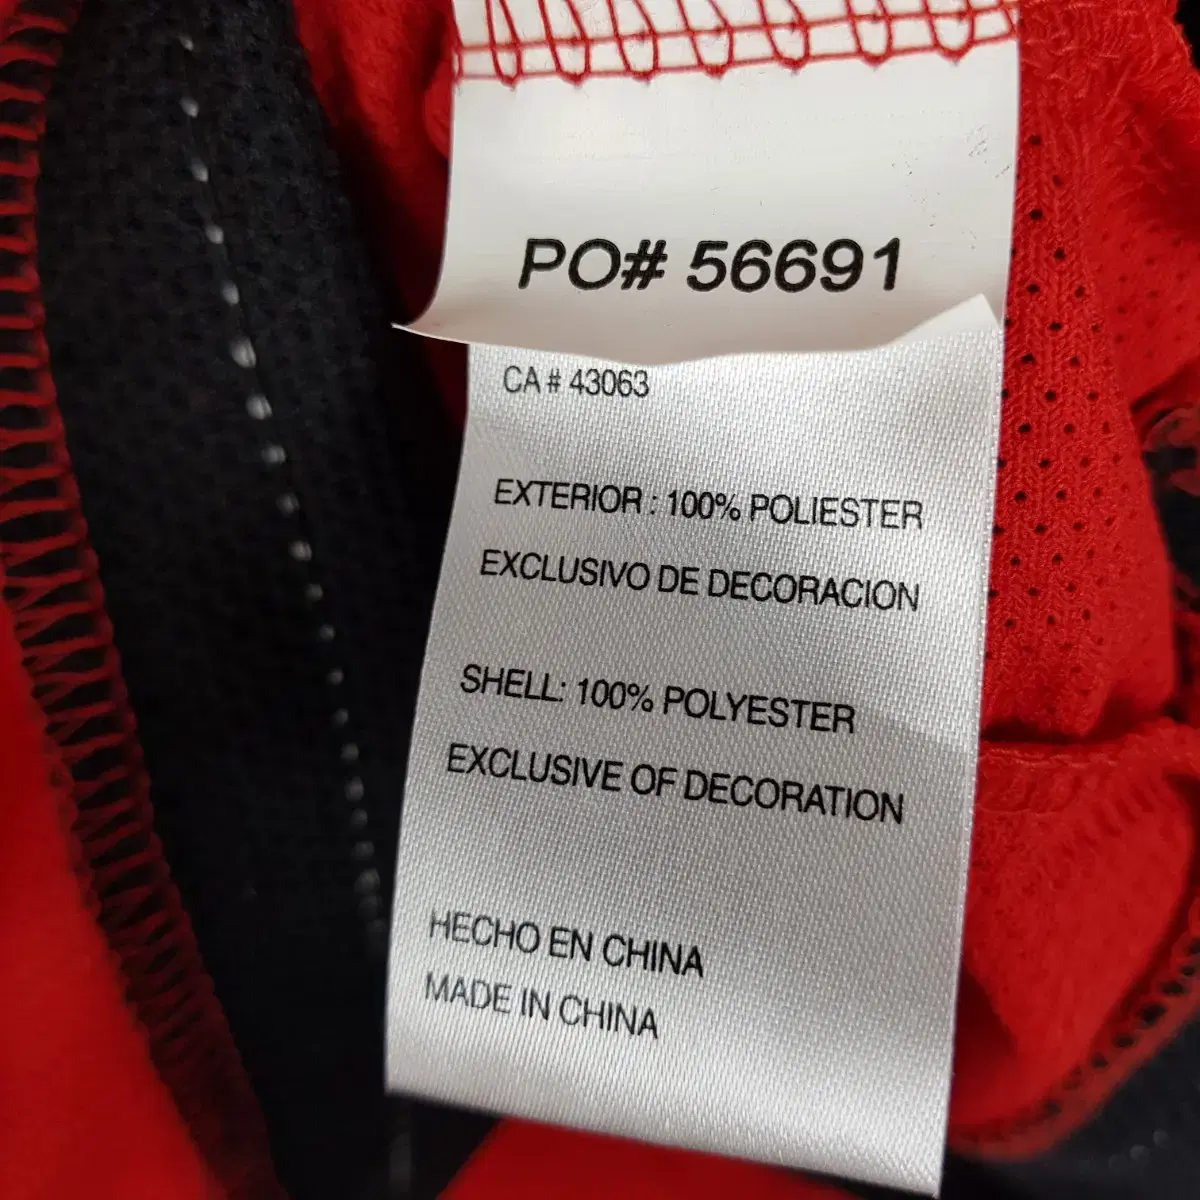 PO# 56691
CA # 43063
EXTERIOR : 100% POLIESTER
EXCLUSIVO DE DECORACION
SHELL: 100% POLYESTER
EXCLUSIVE OF DECORATION
HECHO EN CHINA
MADE IN CHINA